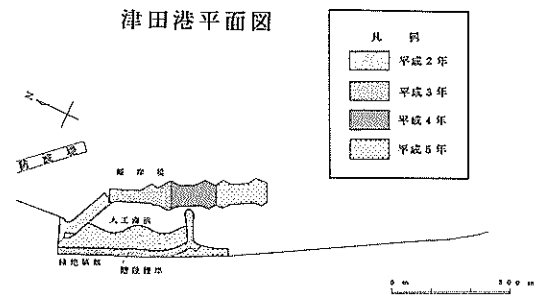 津田港平面図
凡例
平成2年
平成3年
平成4年
平成5年
N
防波堤
離岸堤
人工海浜
緑地護岸
階段護岸
0m 300m